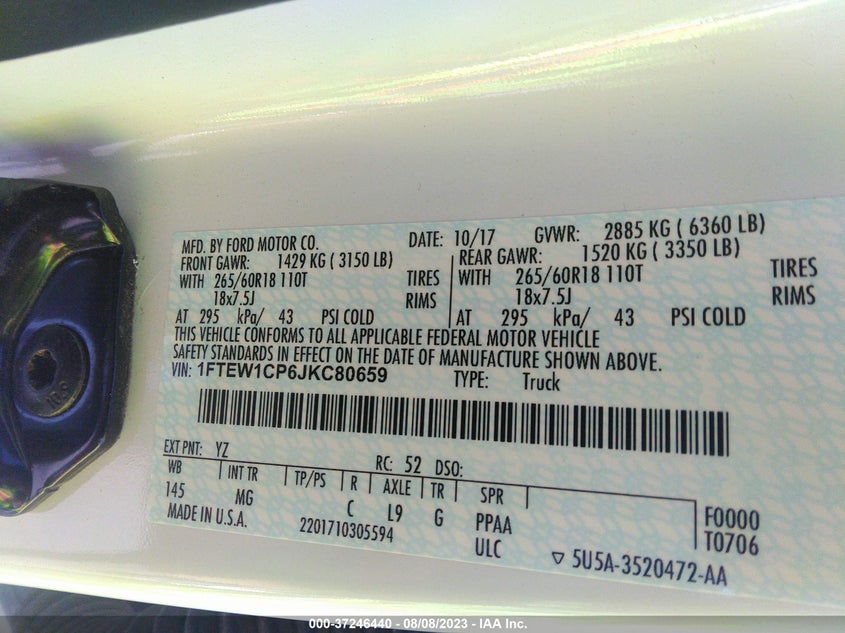 MFD. BY FORD MOTOR CO. DATE: 10/17 GVWR: 2885 KG ( 6360 LB)
FRONT GAWR: 1429 KG ( 3150 LB) REAR GAWR: 1520 KG ( 3350 LB)
WITH 265/60R18 110T TIRES WITH 265/60R18 110T TIRES
18x7.5J RIMS 18x7.5J RIMS
AT 295 kPa/ 43 PSI COLD AT 295 kPa/ 43 PSI COLD
THIS VEHICLE CONFORMS TO ALL APPLICABLE FEDERAL MOTOR VEHICLE
SAFETY STANDARDS IN EFFECT ON THE DATE OF MANUFACTURE SHOWN ABOVE.
VIN: 1FTEW1CP6JKC80659 TYPE: Truck
EXT PNT: YZ RC: 52 DSO:
WB INT TR TP/PS R AXLE TR SPR
145 MG C L9 G PPAA F0000
MADE IN U.S.A. 2201710305594 ULC T0706
5U5A-3520472-AA
10.9
000-37246440 - 08/08/2023 - IAA Inc.